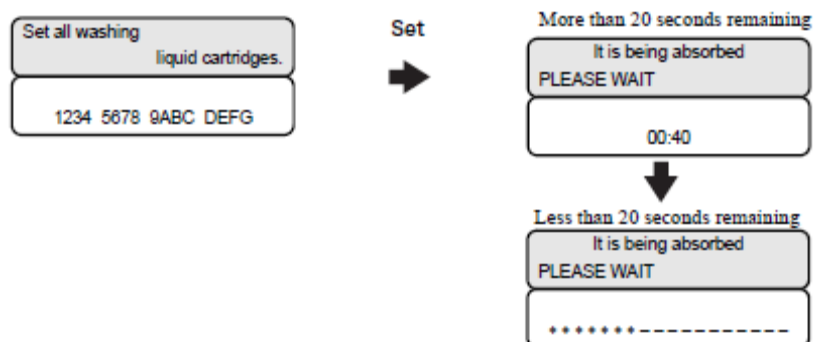 Set all washing
liquid cartridges.
1234 5678 9ABC DEFG
Set
More than 20 seconds remaining
It is being absorbed
PLEASE WAIT
00:40
Less than 20 seconds remaining
It is being absorbed
PLEASE WAIT
*******-----------